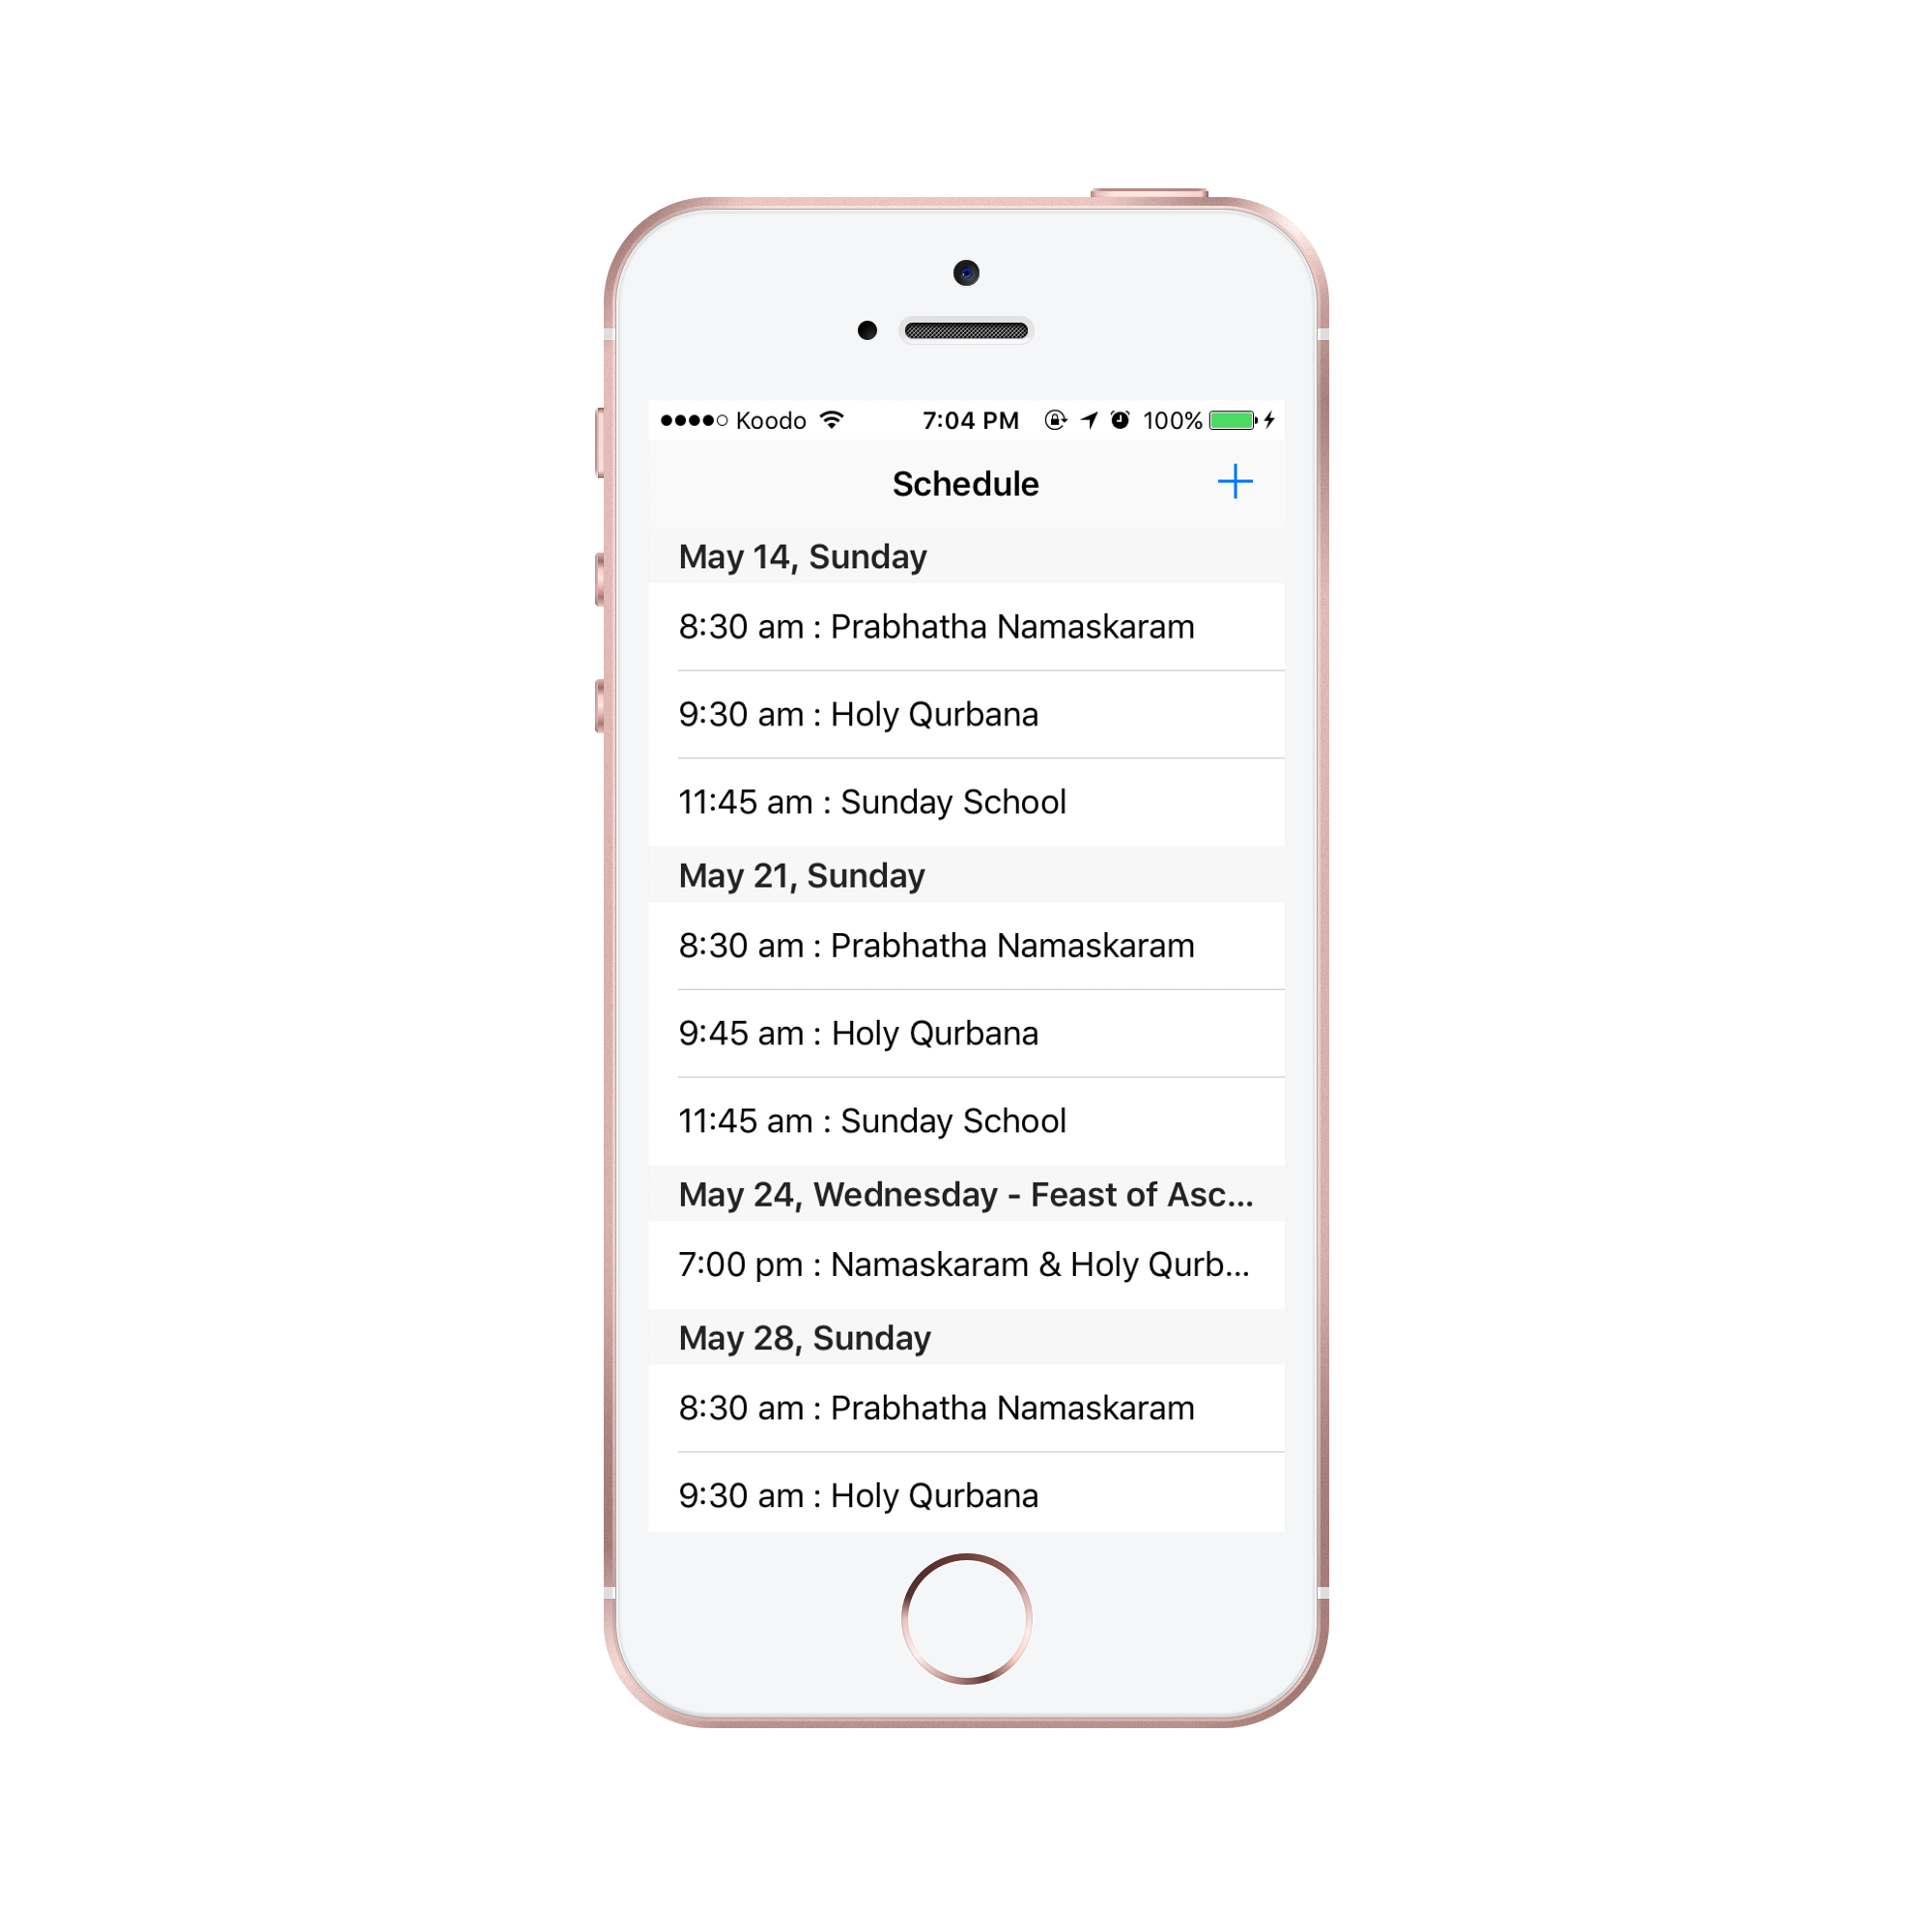 Koodo 7:04 PM 100%
Schedule
May 14, Sunday
8:30 am : Prabhatha Namaskaram
9:30 am : Holy Qurbana
11:45 am : Sunday School
May 21, Sunday
8:30 am : Prabhatha Namaskaram
9:45 am : Holy Qurbana
11:45 am : Sunday School
May 24, Wednesday - Feast of Asc...
7:00 pm : Namaskaram & Holy Qurb...
May 28, Sunday
8:30 am : Prabhatha Namaskaram
9:30 am : Holy Qurbana